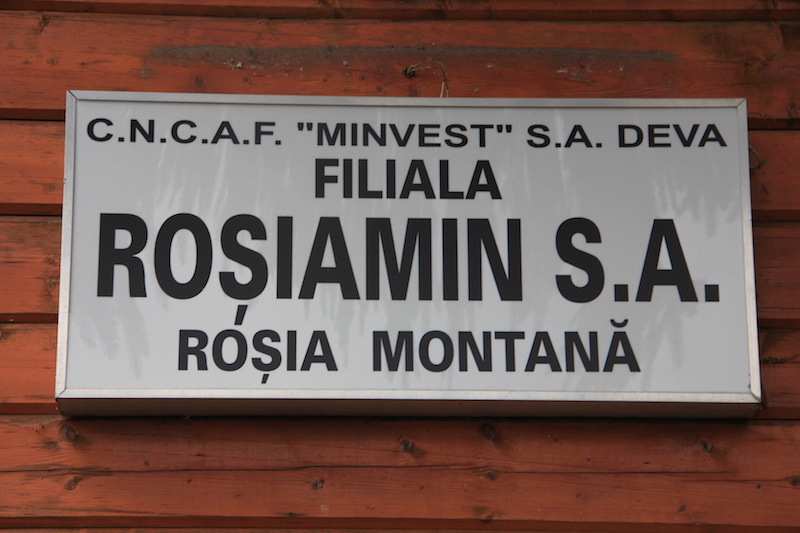 C.N.C.A.F. "MINVEST" S.A. DEVA
FILIALA
ROȘIAMIN S.A.
ROȘIA MONTANĂ